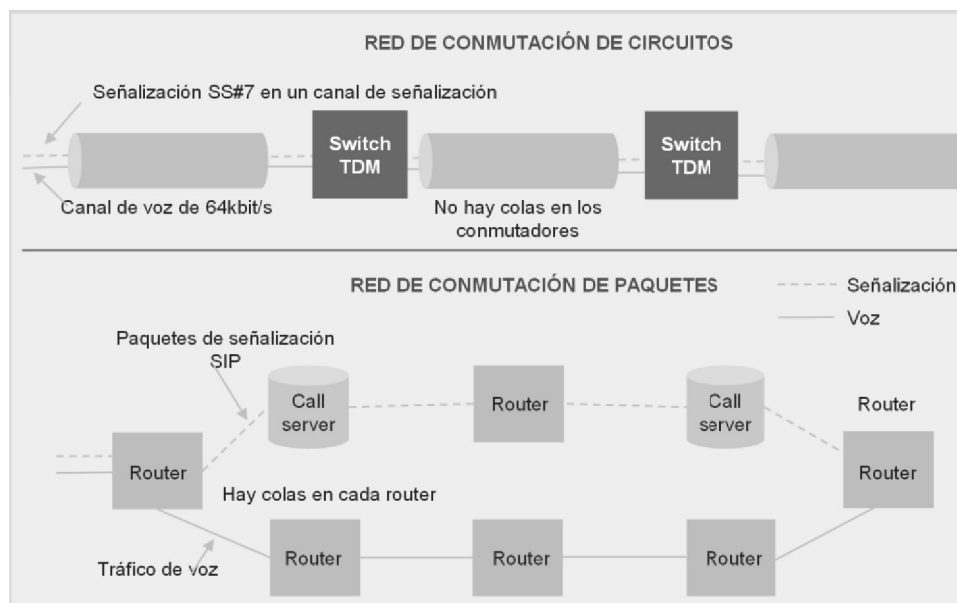 RED DE CONMUTACIÓN DE CIRCUITOS
Señalización SS#7 en un canal de señalización
Switch
TDM
Switch
TDM
Canal de voz de 64kbit/s
No hay colas en los
conmutadores
RED DE CONMUTACIÓN DE PAQUETES
Señalización
Voz
Paquetes de señalización
SIP
Call
server
Router
Call
server
Router
Router
Router
Hay colas en cada router
Router
Router
Router
Tráfico de voz